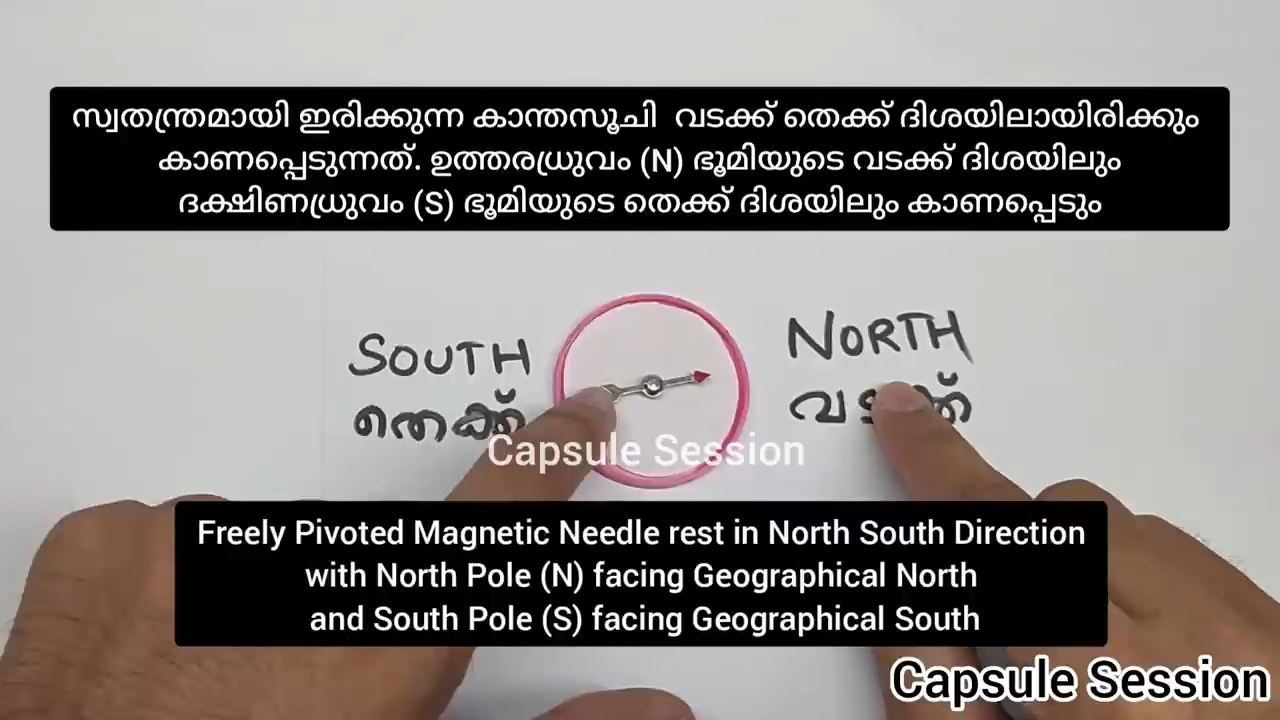 സ്വതന്ത്രമായി ഇരിക്കുന്ന കാന്തസൂചി വടക്ക് തെക്ക് ദിശയിലായിരിക്കും
കാണപ്പെടുന്നത്. ഉത്തരധ്രുവം (N) ഭൂമിയുടെ വടക്ക് ദിശയിലും
ദക്ഷിണധ്രുവം (S) ഭൂമിയുടെ തെക്ക് ദിശയിലും കാണപ്പെടും
SOUTH
തെക്ക്
NORTH
Capsule Session
Freely Pivoted Magnetic Needle rest in North South Direction
with North Pole (N) facing Geographical North
and South Pole (S) facing Geographical South
Capsule Session